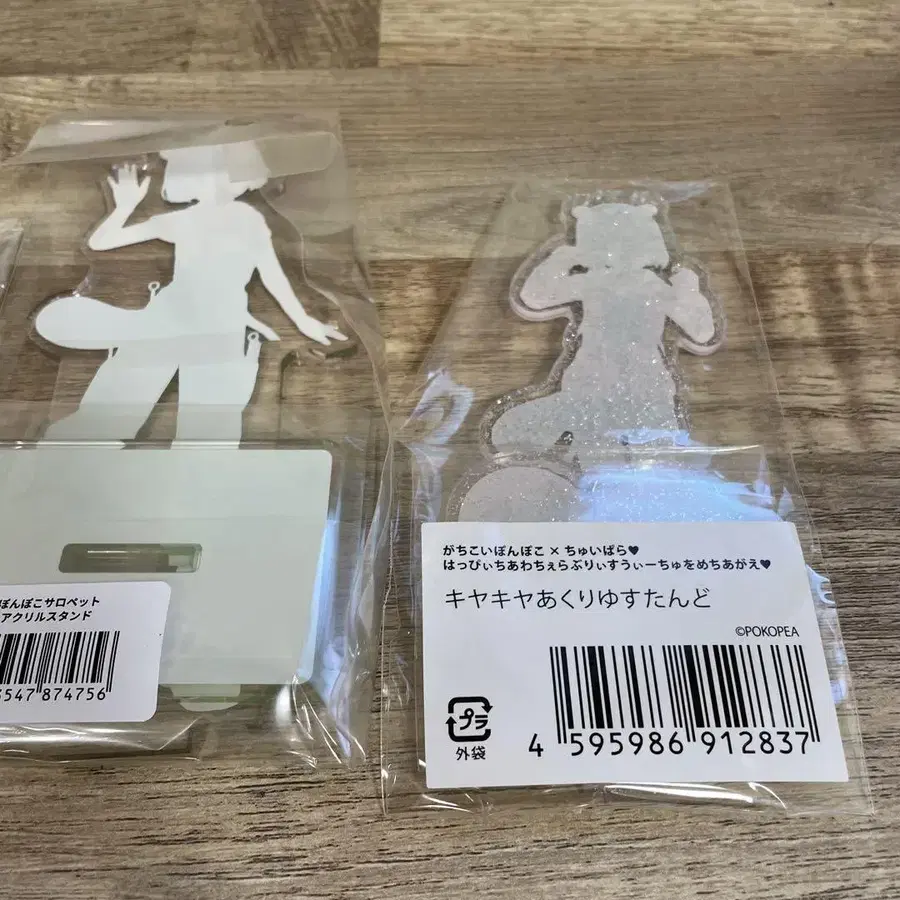 ぽんぽこサロペット
アクリルスタンド
547 874756
がちこいぽんぽこ × ちゅいぱら♥
はっぴぃちあわちぇらぶりぃすうぃーちゅをめちあがえ♥
キヤキヤあくりゆすたんど
©POKOPEA
プラ
外袋
4 595986 912837